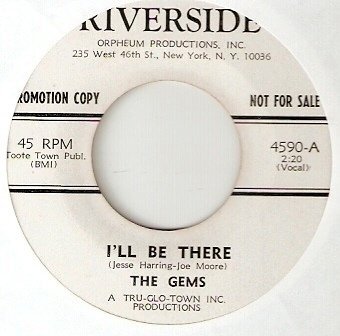 RIVERSIDE
ORPHEUM PRODUCTIONS, INC.
235 West 46th St., New York, N. Y. 10036
PROMOTION COPY
NOT FOR SALE
45 RPM
Toote Town Publ.
(BMI)
4590-A
2:20
(Vocal)
I'LL BE THERE
(Jesse Harring-Joe Moore)
THE GEMS
A TRU-GLO-TOWN INC.
PRODUCTIONS